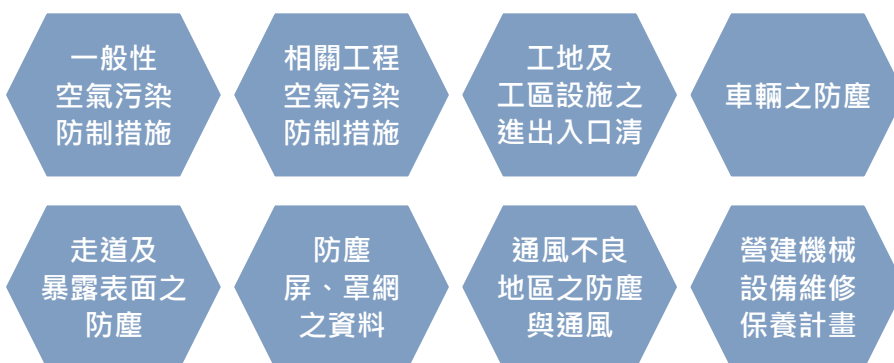 一般性
空氣污染
防制措施
相關工程
空氣污染
防制措施
工地及
工區設施之
進出入口清
車輛之防塵
走道及
暴露表面之
防塵
防塵
屏、罩網
之資料
通風不良
地區之防塵
與通風
營建機械
設備維修
保養計畫